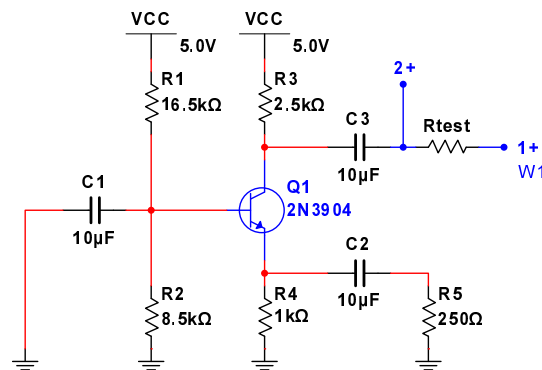 VCC
5.0V
VCC
5.0V
R1
16.5kΩ
R3
2.5kΩ
2+
C3
10µF
Rtest
1+
W1
C1
10µF
Q1
2N3904
C2
10µF
R2
8.5kΩ
R4
1kΩ
R5
250Ω